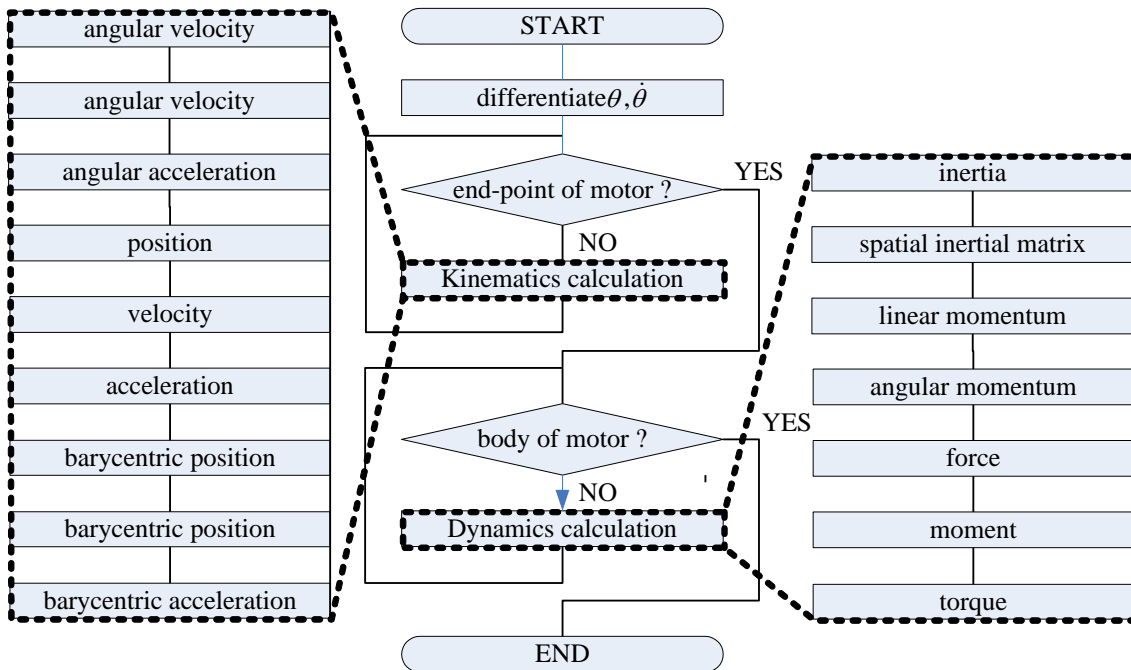 angular velocity
angular velocity
angular acceleration
position
velocity
acceleration
barycentric position
barycentric position
barycentric acceleration
START
differentiateθ, θ̇
end-point of motor ?
YES
NO
Kinematics calculation
body of motor ?
YES
NO
Dynamics calculation
END
inertia
spatial inertial matrix
linear momentum
angular momentum
force
moment
torque